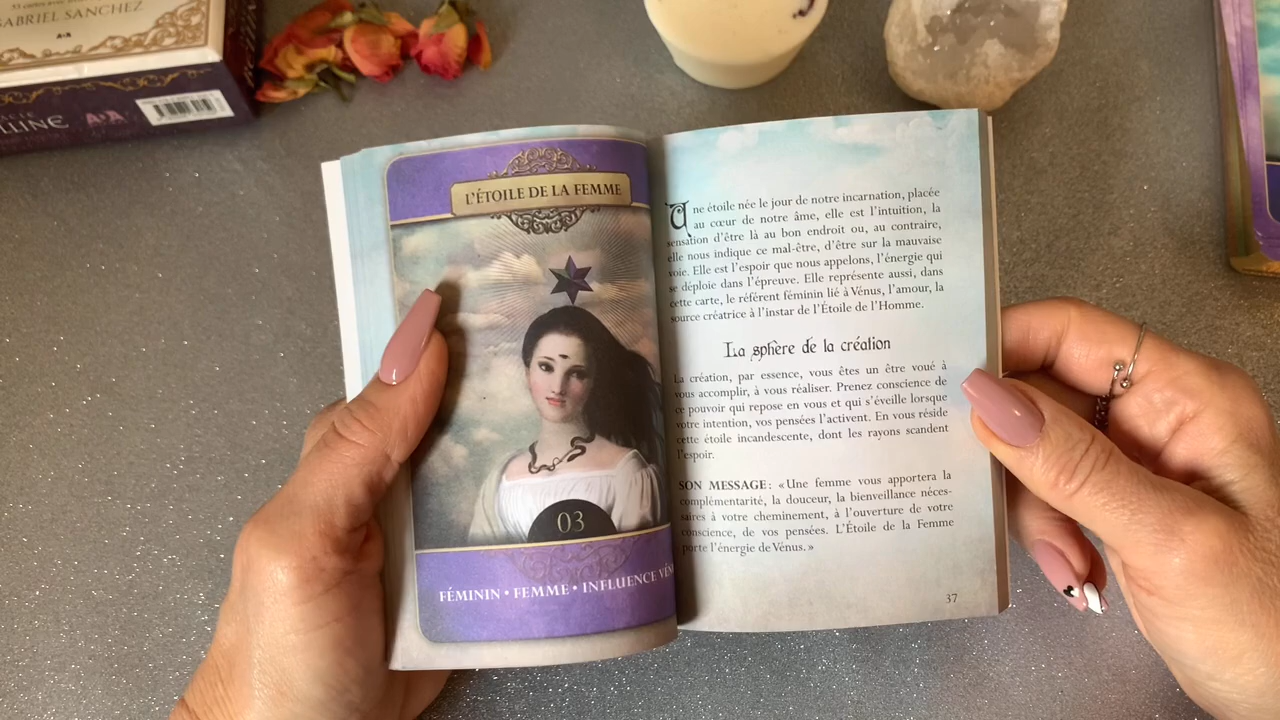 53 cartes avec
GABRIEL SANCHEZ
A•A
L'ÉTOILE DE LA FEMME
03
FÉMININ • FEMME • INFLUENCE
Une étoile née le jour de notre incarnation, placée
au cœur de notre âme, elle est l'intuition, la
sensation d'être là au bon endroit ou, au contraire,
elle nous indique ce mal-être, d'être sur la mauvaise
voie. Elle est l'espoir que nous appelons, l'énergie qui
se déploie dans l'épreuve. Elle représente aussi, dans
cette carte, le référent féminin lié à Vénus, l'amour, la
source créatrice à l'instar de l'Étoile de l'Homme.
La sphère de la création
La création, par essence, vous êtes un être voué à
vous accomplir, à vous réaliser. Prenez conscience de
ce pouvoir qui repose en vous et qui s'éveille lorsque
votre intention, vos pensées l'activent. En vous réside
cette étoile incandescente, dont les rayons scandent
l'espoir.
SON MESSAGE : « Une femme vous apportera la
complémentarité, la douceur, la bienveillance néces-
saires à votre cheminement, à l'ouverture de votre
conscience, de vos pensées. L'Étoile de la Femme
porte l'énergie de Vénus. »
37